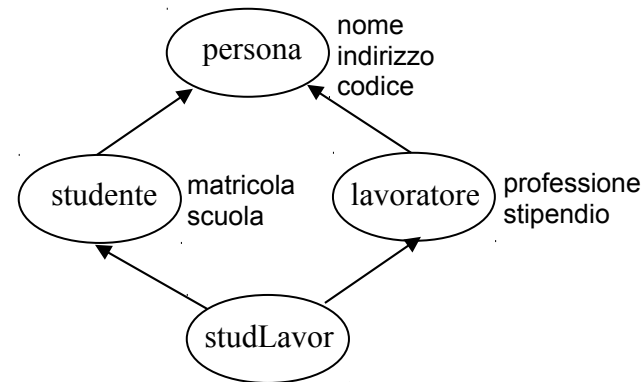 persona
nome
indirizzo
codice
studente
matricola
scuola
lavoratore
professione
stipendio
studLavor